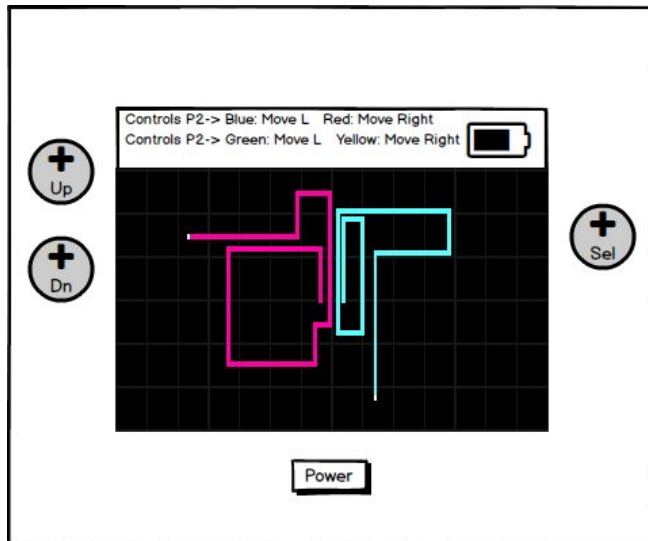 Controls P2-> Blue: Move L Red: Move Right
Controls P2-> Green: Move L Yellow: Move Right
Up
Dn
Sel
Power